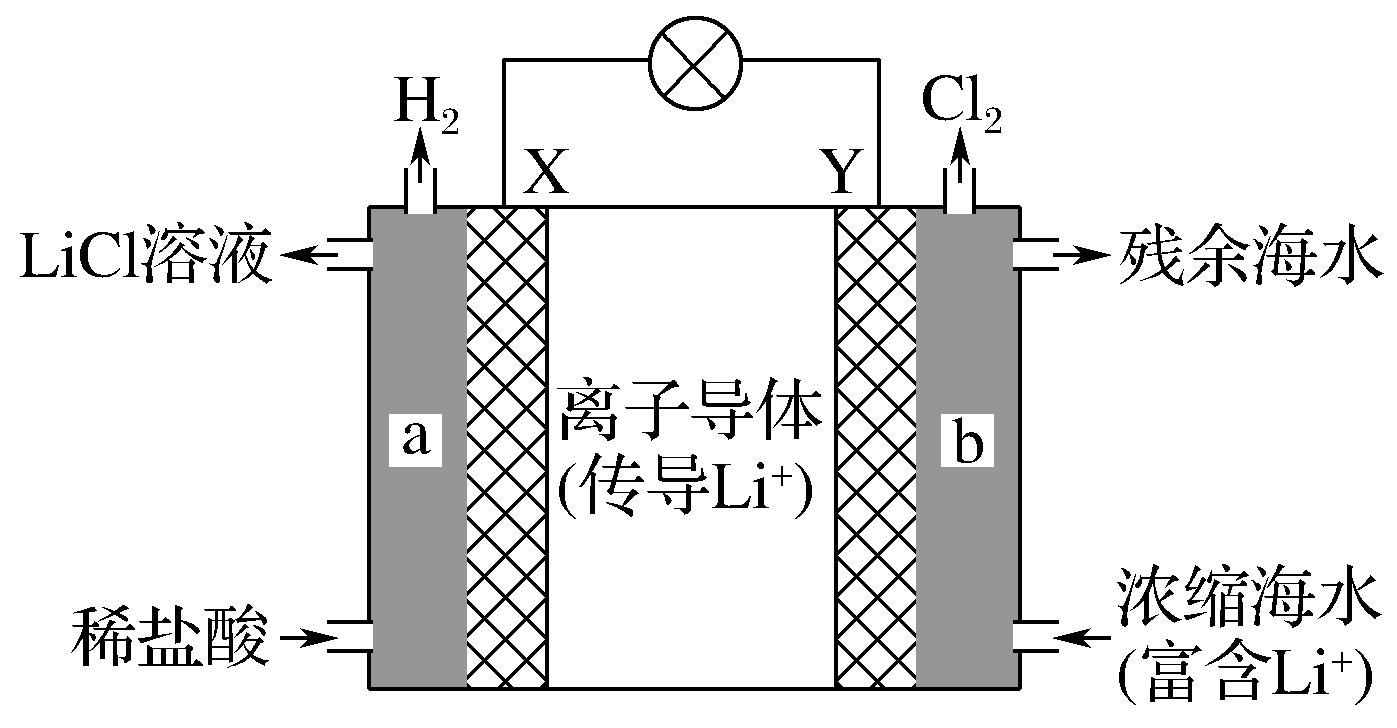 H₂
Cl₂
X
Y
LiCl溶液
残余海水
离子导体
(传导Li⁺)
a
b
稀盐酸
浓缩海水
(富含Li⁺)